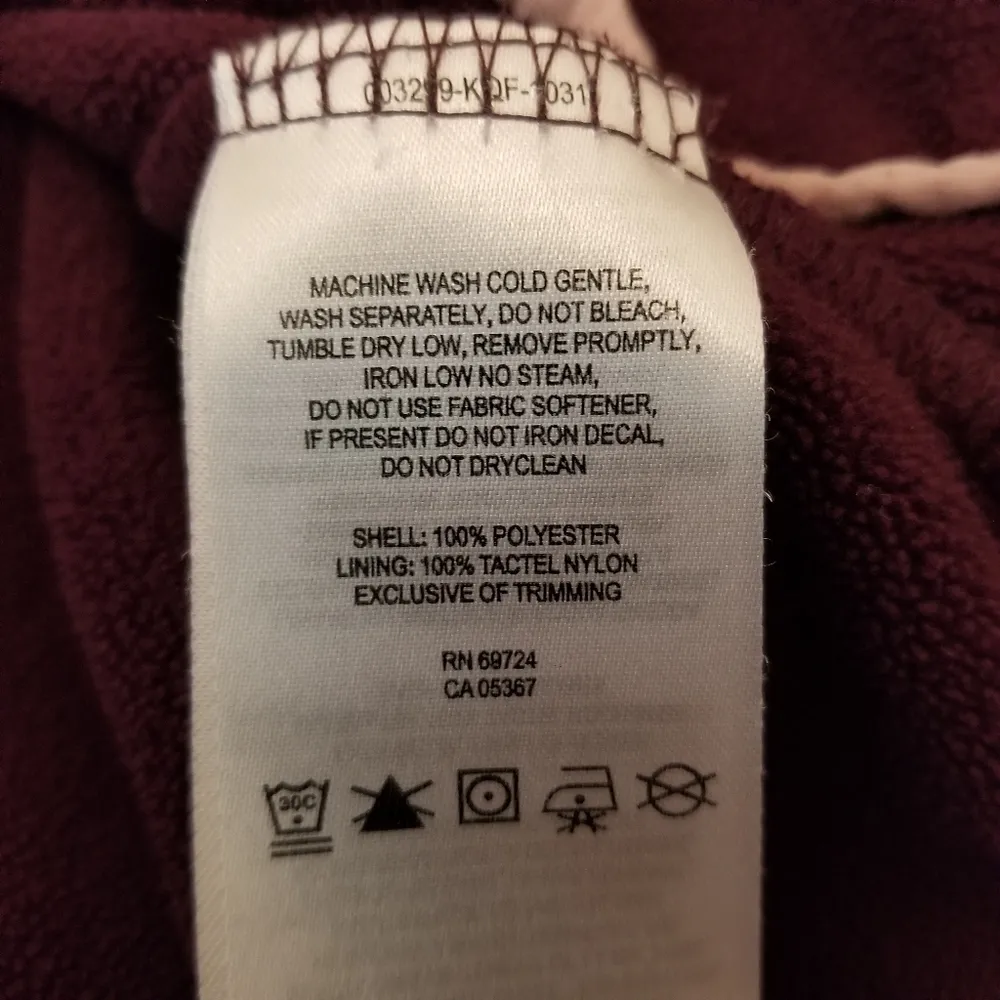 MACHINE WASH COLD GENTLE,
WASH SEPARATELY, DO NOT BLEACH,
TUMBLE DRY LOW, REMOVE PROMPTLY,
IRON LOW NO STEAM,
DO NOT USE FABRIC SOFTENER,
IF PRESENT DO NOT IRON DECAL,
DO NOT DRYCLEAN
SHELL: 100% POLYESTER
LINING: 100% TACTEL NYLON
EXCLUSIVE OF TRIMMING
RN 69724
CA 05367
30C